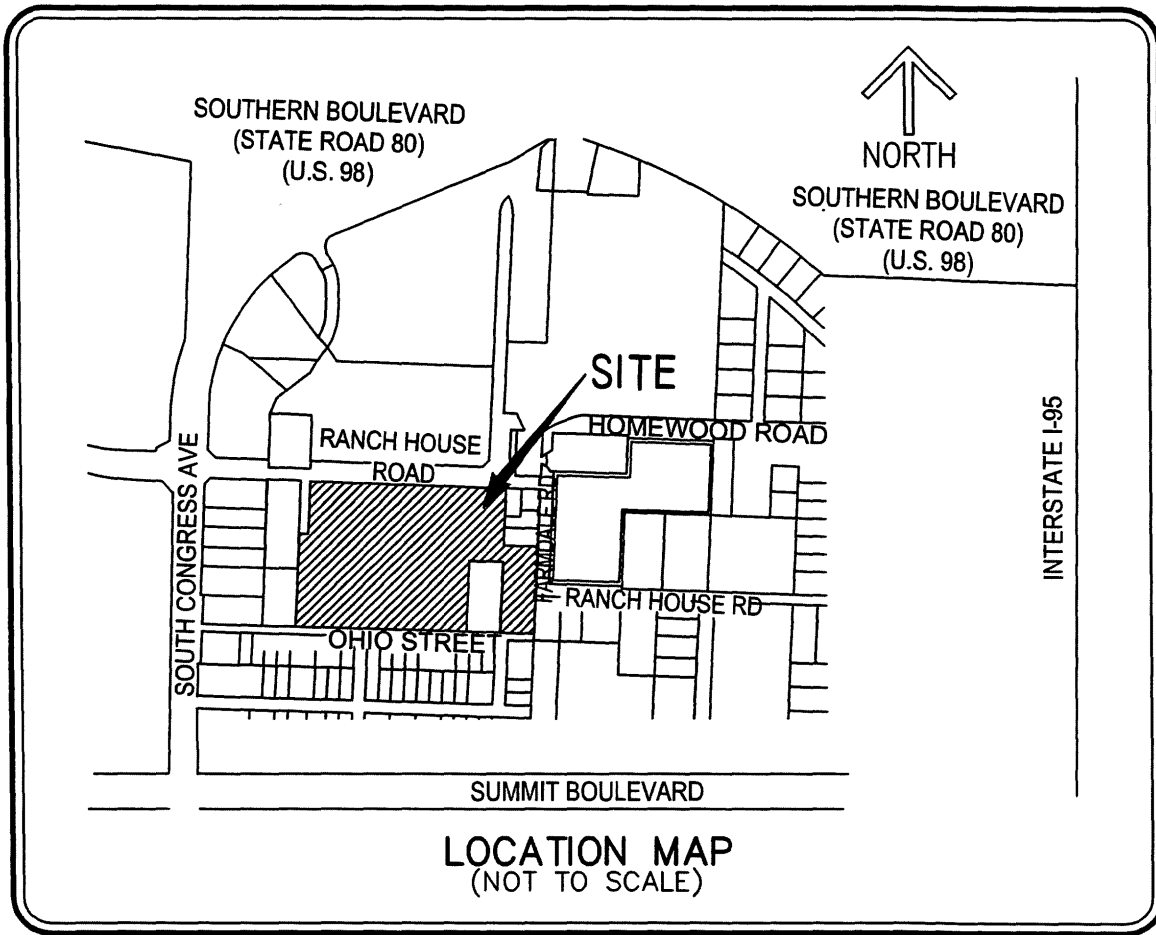 SOUTHERN BOULEVARD
(STATE ROAD 80)
(U.S. 98)
NORTH
SOUTHERN BOULEVARD
(STATE ROAD 80)
(U.S. 98)
SITE
HOMEWOOD ROAD
RANCH HOUSE
ROAD
SOUTH CONGRESS AVE
INTERSTATE I-95
RANCH HOUSE RD
OHIO STREET
SUMMIT BOULEVARD
LOCATION MAP
(NOT TO SCALE)